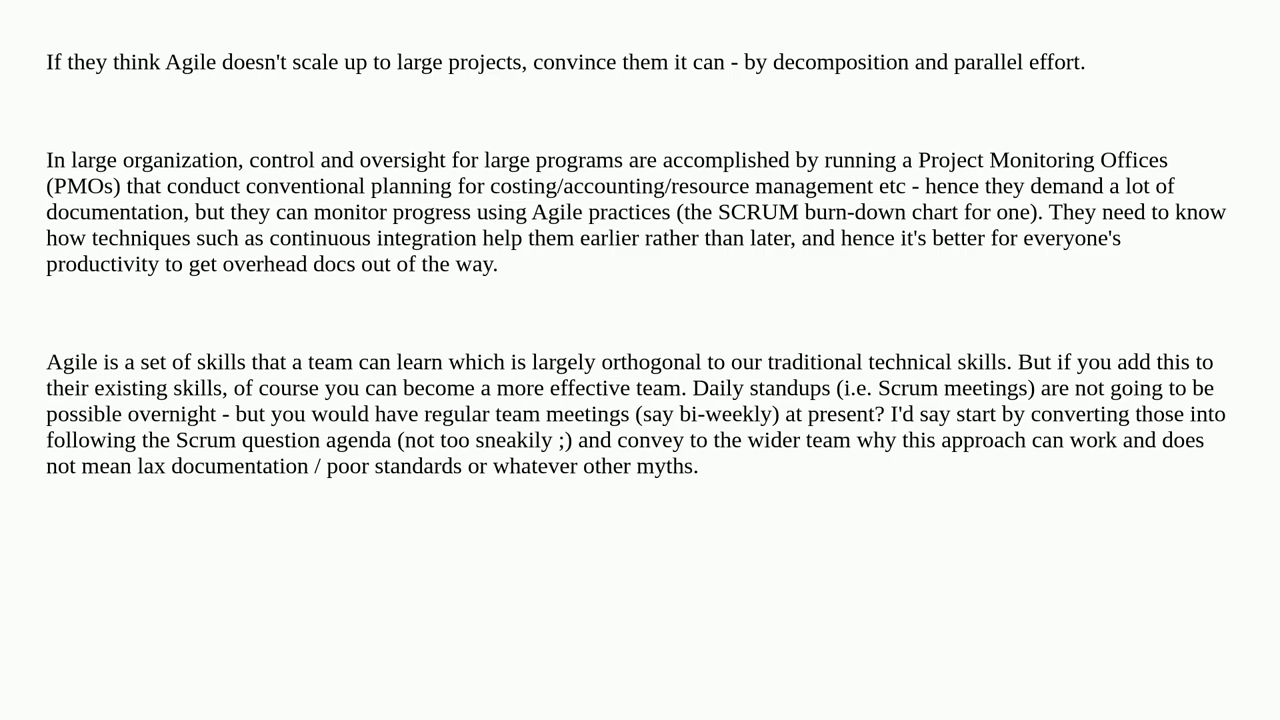 If they think Agile doesn't scale up to large projects, convince them it can - by decomposition and parallel effort.
In large organization, control and oversight for large programs are accomplished by running a Project Monitoring Offices
(PMOs) that conduct conventional planning for costing/accounting/resource management etc - hence they demand a lot of
documentation, but they can monitor progress using Agile practices (the SCRUM burn-down chart for one). They need to know
how techniques such as continuous integration help them earlier rather than later, and hence it's better for everyone's
productivity to get overhead docs out of the way.
Agile is a set of skills that a team can learn which is largely orthogonal to our traditional technical skills. But if you add this to
their existing skills, of course you can become a more effective team. Daily standups (i.e. Scrum meetings) are not going to be
possible overnight - but you would have regular team meetings (say bi-weekly) at present? I'd say start by converting those into
following the Scrum question agenda (not too sneakily ;) and convey to the wider team why this approach can work and does
not mean lax documentation / poor standards or whatever other myths.